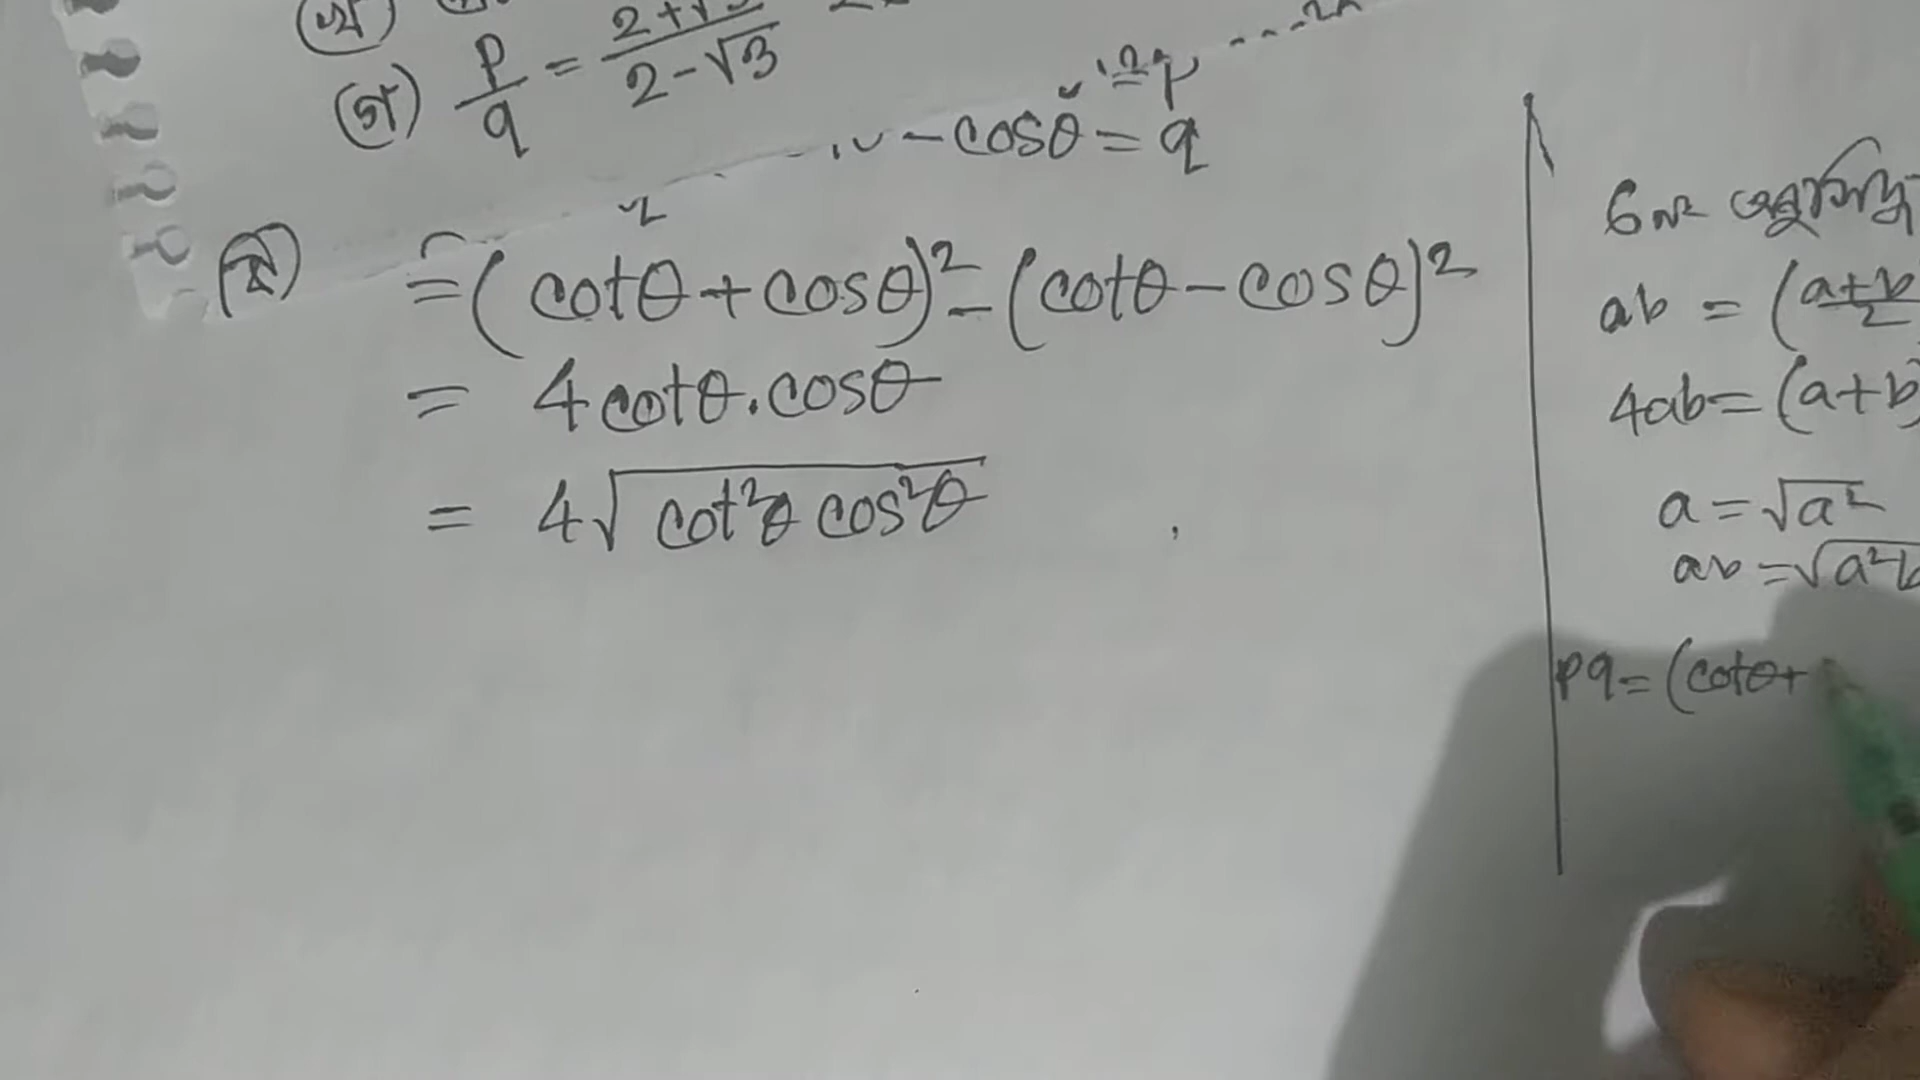 (গ) p/q = 2+√3/2-√3
= p
-cosθ = q
= (cotθ+cosθ)² - (cotθ-cosθ)²
= 4cotθ.cosθ
= 4√cot²θ cos²θ
ab = (a+b/2
4ab = (a+b)
a = √a²
ab = √a²b
pq = (cotθ+